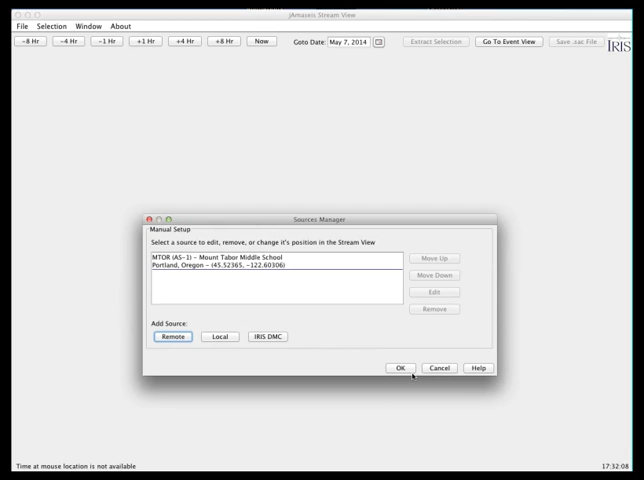 jAmaseis Stream View
File Selection Window About
-8 Hr -4 Hr -1 Hr +1 Hr +4 Hr +8 Hr Now Goto Date: May 7, 2014 Extract Selection Go To Event View Save .sac File IRIS
Sources Manager
Manual Setup
Select a source to edit, remove, or change it's position in the Stream View
MTOR (AS-1) - Mount Tabor Middle School
Portland, Oregon - (45.52365, -122.60306)
Move Up
Move Down
Edit
Remove
Add Source:
Remote Local IRIS DMC
OK Cancel Help
Time at mouse location is not available 17:32:08